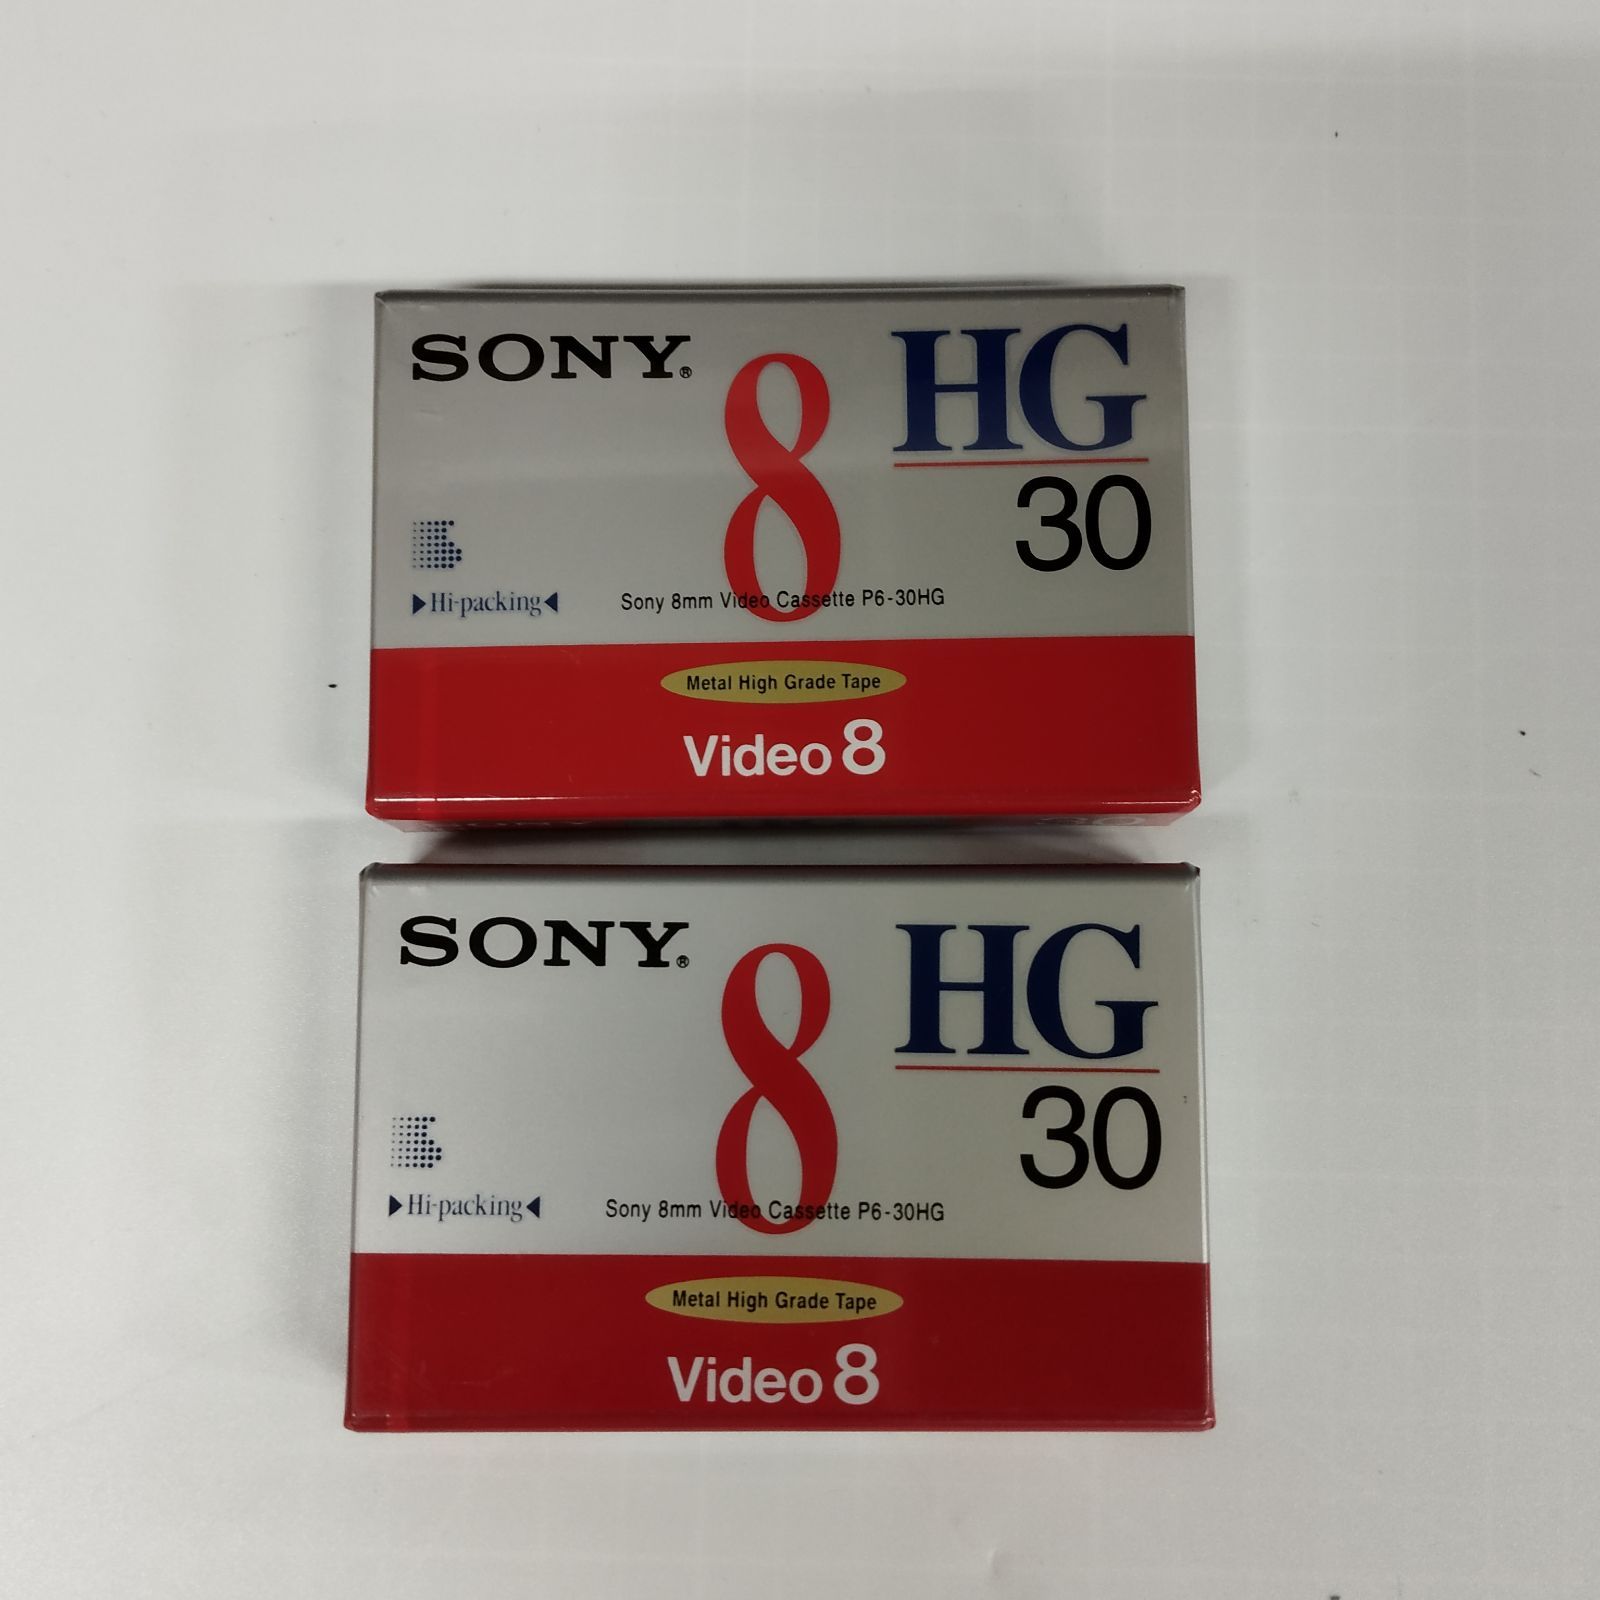 SONY®
8
HG
30
▶Hi-packing◀
Sony 8mm Video Cassette P6-30HG
Metal High Grade Tape
Video 8
SONY®
8
HG
30
▶Hi-packing◀
Sony 8mm Video Cassette P6-30HG
Metal High Grade Tape
Video 8